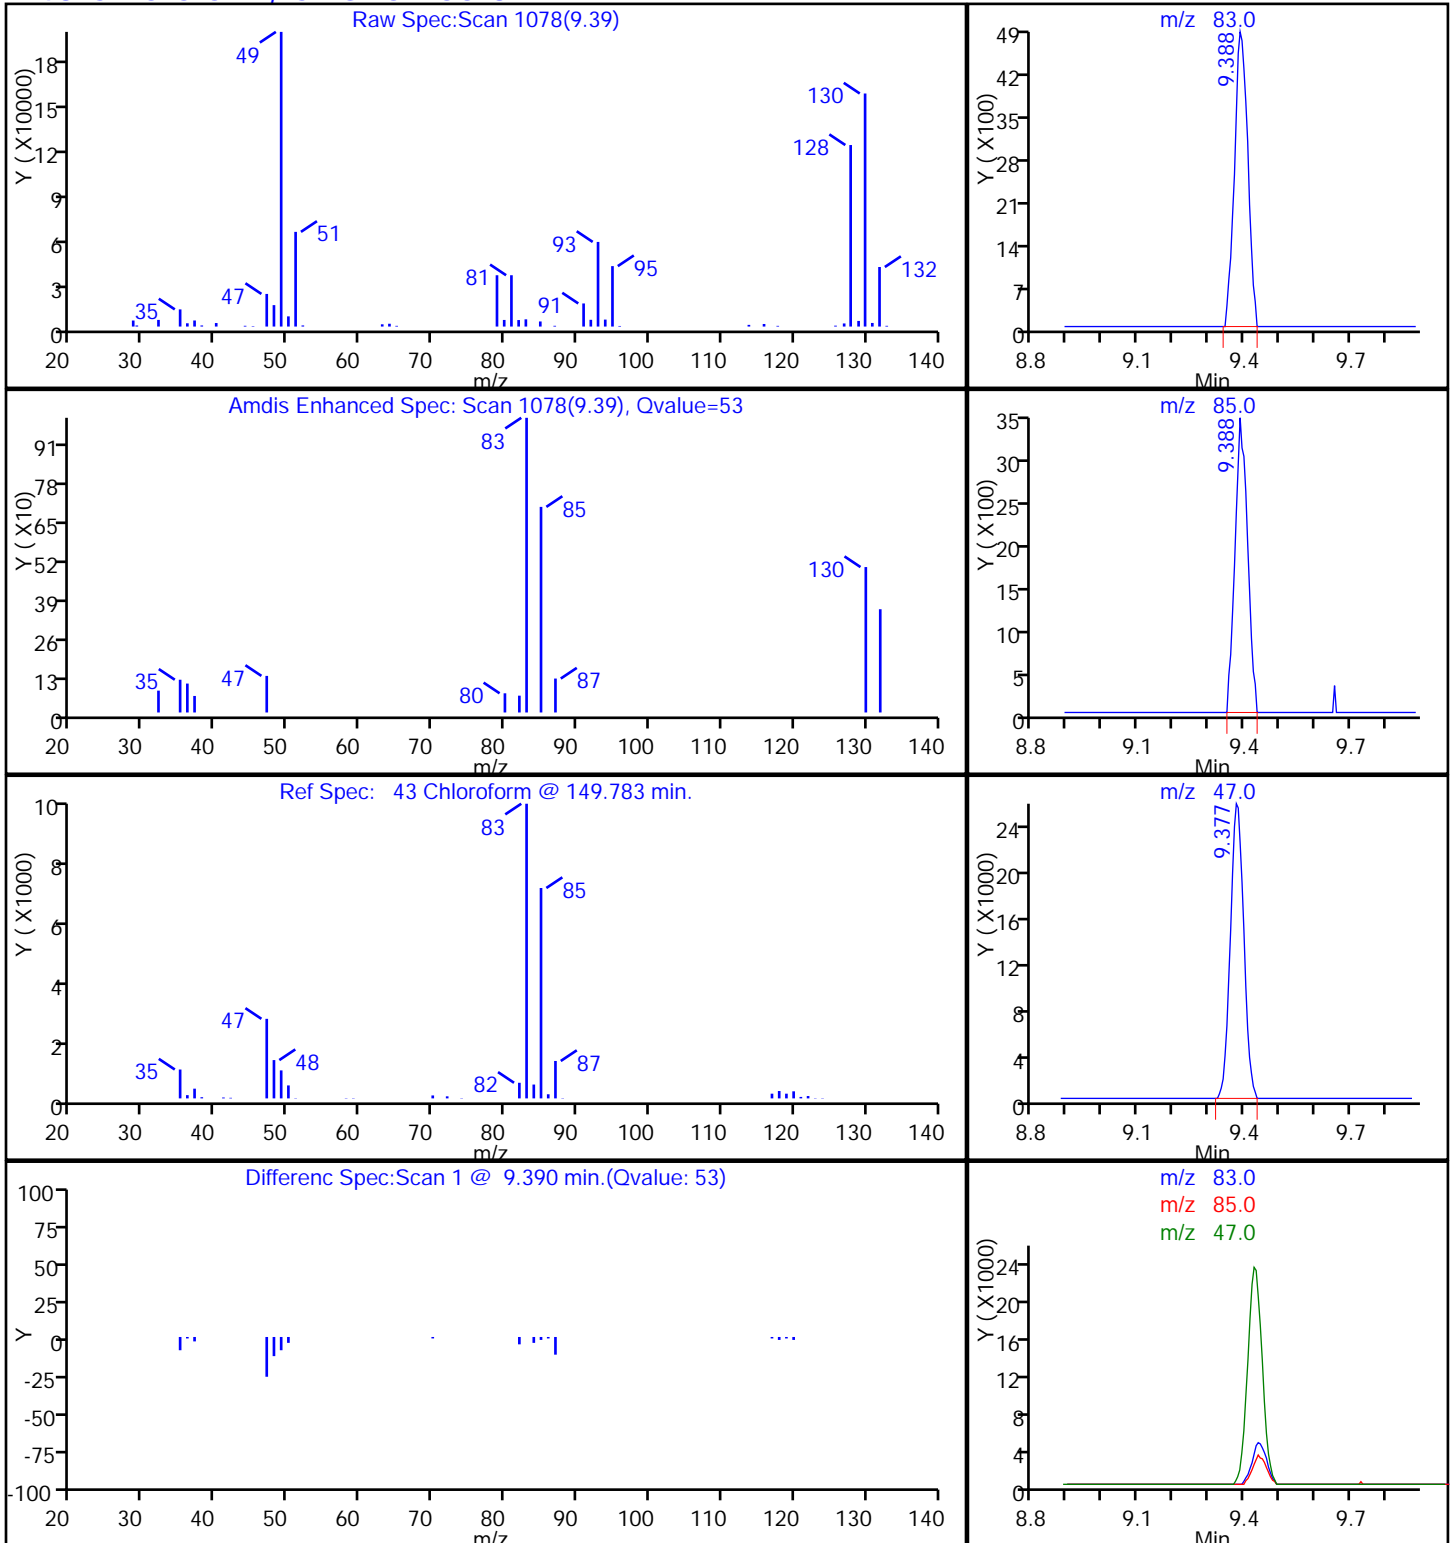 Raw Spec:Scan 1078(9.39)
Y ( X10000)
18
15
12
9
6
3
0
49
51
47
35
81
91
93
95
128
130
132
20 30 40 50 60 70 80 90 100 110 120 130 140
m/z
m/z 83.0
Y ( X100)
49
42
35
28
21
14
7
0
9.388
8.8 9.1 9.4 9.7
Min
Amdis Enhanced Spec: Scan 1078(9.39), Qvalue=53
Y ( X10)
91
78
65
52
39
26
13
0
35
47
80
83
85
87
130
20 30 40 50 60 70 80 90 100 110 120 130 140
m/z
m/z 85.0
Y ( X100)
35
30
25
20
15
10
5
0
9.388
8.8 9.1 9.4 9.7
Min
Ref Spec: 43 Chloroform @ 149.783 min.
Y ( X1000)
10
8
6
4
2
0
35
47
48
82
83
85
87
20 30 40 50 60 70 80 90 100 110 120 130 140
m/z
m/z 47.0
Y ( X1000)
24
20
16
12
8
4
0
9.377
8.8 9.1 9.4 9.7
Min
Differenc Spec:Scan 1 @ 9.390 min.(Qvalue: 53)
Y
100
75
50
25
0
-25
-50
-75
-100
20 30 40 50 60 70 80 90 100 110 120 130 140
m/z
m/z 83.0
m/z 85.0
m/z 47.0
Y ( X1000)
24
20
16
12
8
4
0
8.8 9.1 9.4 9.7
Min